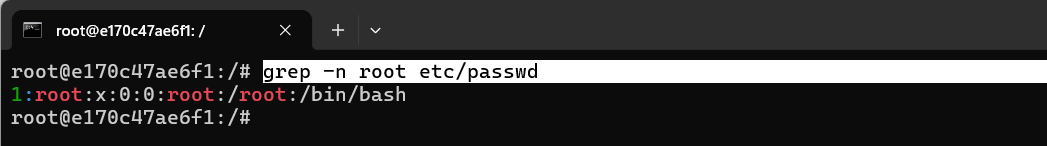 root@e170c47ae6f1: /
root@e170c47ae6f1:/# grep -n root etc/passwd
1:root:x:0:0:root:/root:/bin/bash
root@e170c47ae6f1:/#